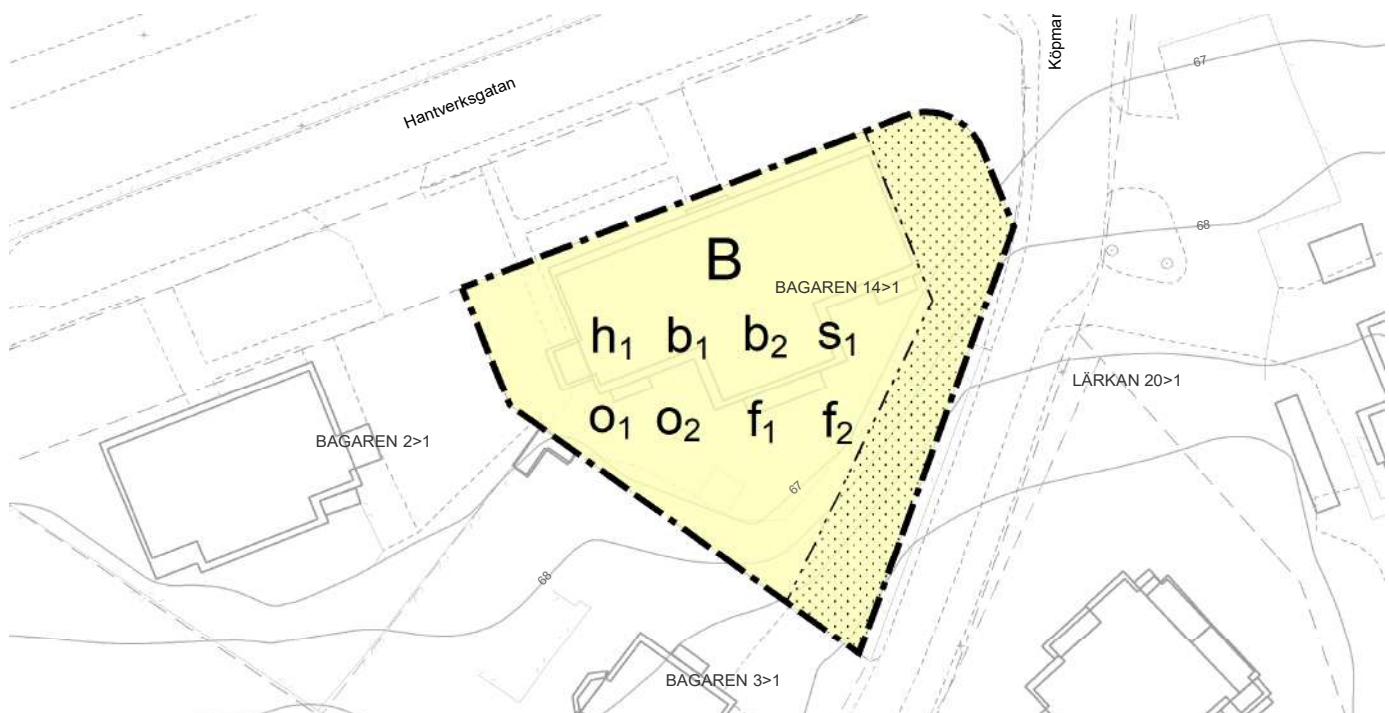 Hantverksgatan
Köpmar
67
68
B
BAGAREN 14>1
h₁ b₁ b₂ s₁
LÄRKAN 20>1
o₁ o₂ f₁ f₂
BAGAREN 2>1
67
68
BAGAREN 3>1